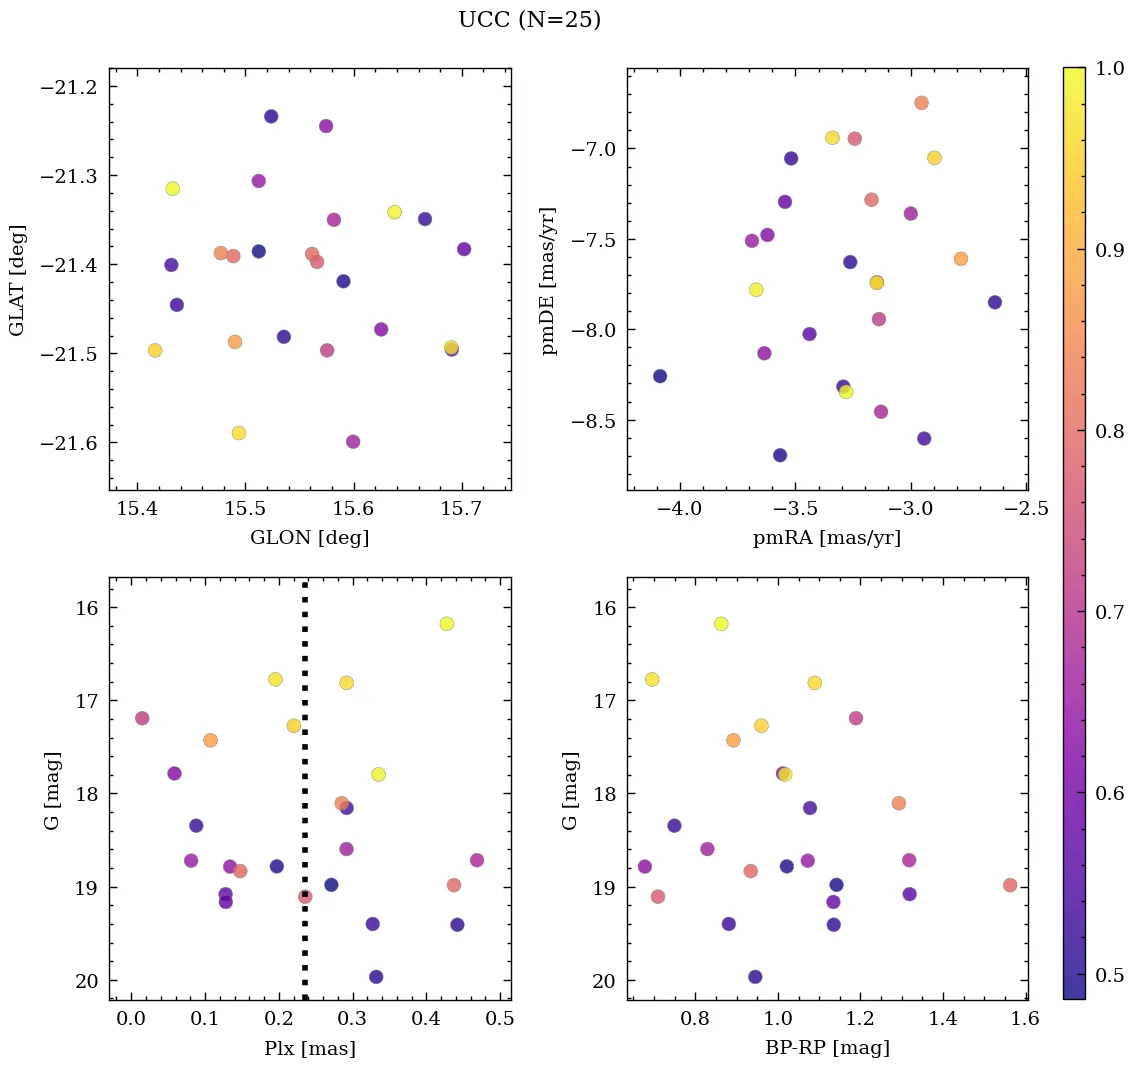 UCC (N=25)
−21.2
−21.3
−21.4
−21.5
−21.6
GLAT [deg]
15.4 15.5 15.6 15.7
GLON [deg]
−7.0
−7.5
−8.0
−8.5
pmDE [mas/yr]
−4.0 −3.5 −3.0 −2.5
pmRA [mas/yr]
16
17
18
19
20
G [mag]
0.0 0.1 0.2 0.3 0.4 0.5
Plx [mas]
16
17
18
19
20
G [mag]
0.8 1.0 1.2 1.4 1.6
BP-RP [mag]
1.0
0.9
0.8
0.7
0.6
0.5